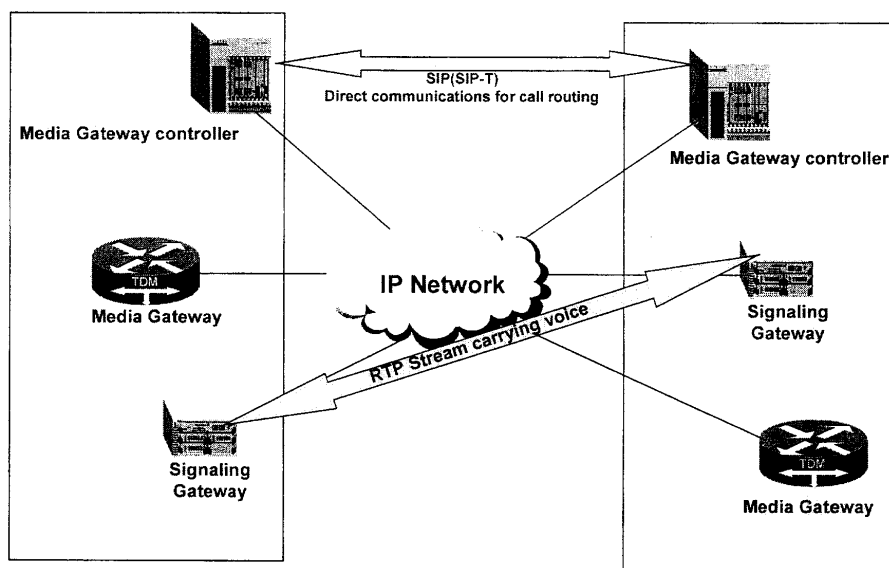 SIP(SIP-T)
Direct communications for call routing
Media Gateway controller
Media Gateway controller
IP Network
TDM
Media Gateway
RTP Stream carrying voice
Signaling
Gateway
Signaling
Gateway
TDM
Media Gateway